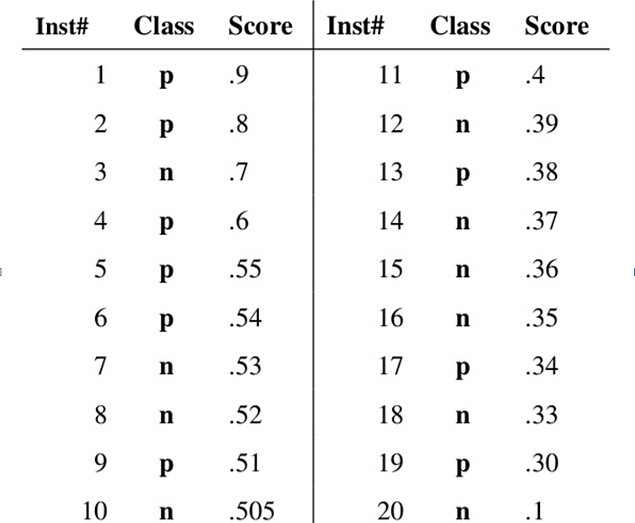 Inst# Class Score Inst# Class Score
1 p .9 11 p .4
2 p .8 12 n .39
3 n .7 13 p .38
4 p .6 14 n .37
5 p .55 15 n .36
6 p .54 16 n .35
7 n .53 17 p .34
8 n .52 18 n .33
9 p .51 19 p .30
10 n .505 20 n .1